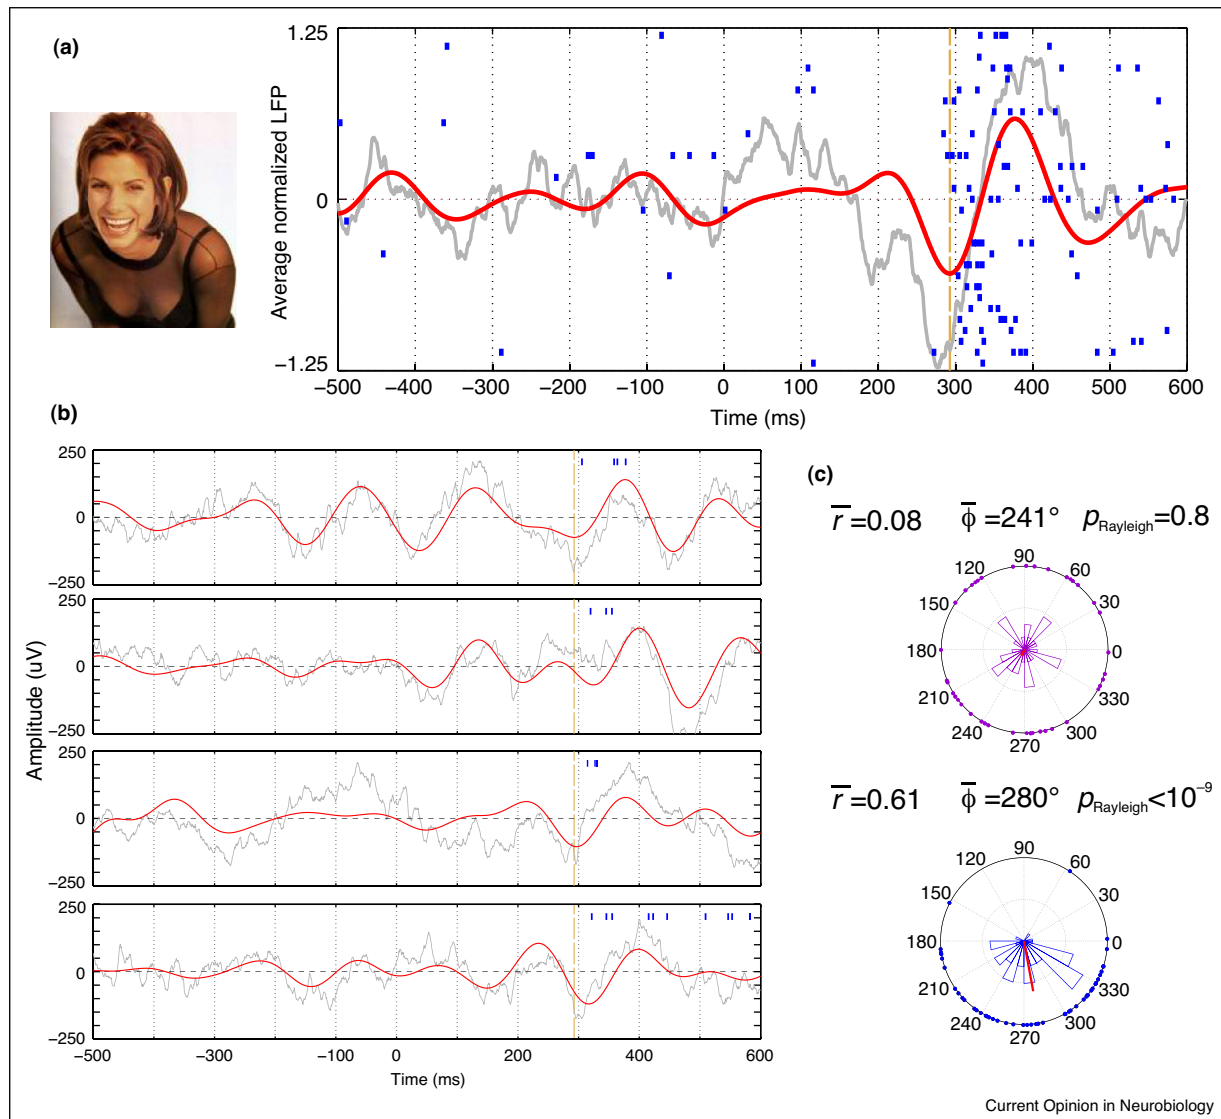 (a)
Average normalized LFP
1.25
0
−1.25
−500 −400 −300 −200 −100 0 100 200 300 400 500 600
Time (ms)
(b)
Amplitude (uV)
250
0
−250
250
0
−250
250
0
−250
250
0
−250
−500 −400 −200 0 200 400 600
Time (ms)
(c)
r̅=0.08 ϕ̅=241° pRayleigh=0.8
90
120 60
150 30
180 0
210 330
240 300
270
r̅=0.61 ϕ̅=280° pRayleigh<10⁻⁹
90
120 60
150 30
180 0
210 330
240 300
270
Current Opinion in Neurobiology